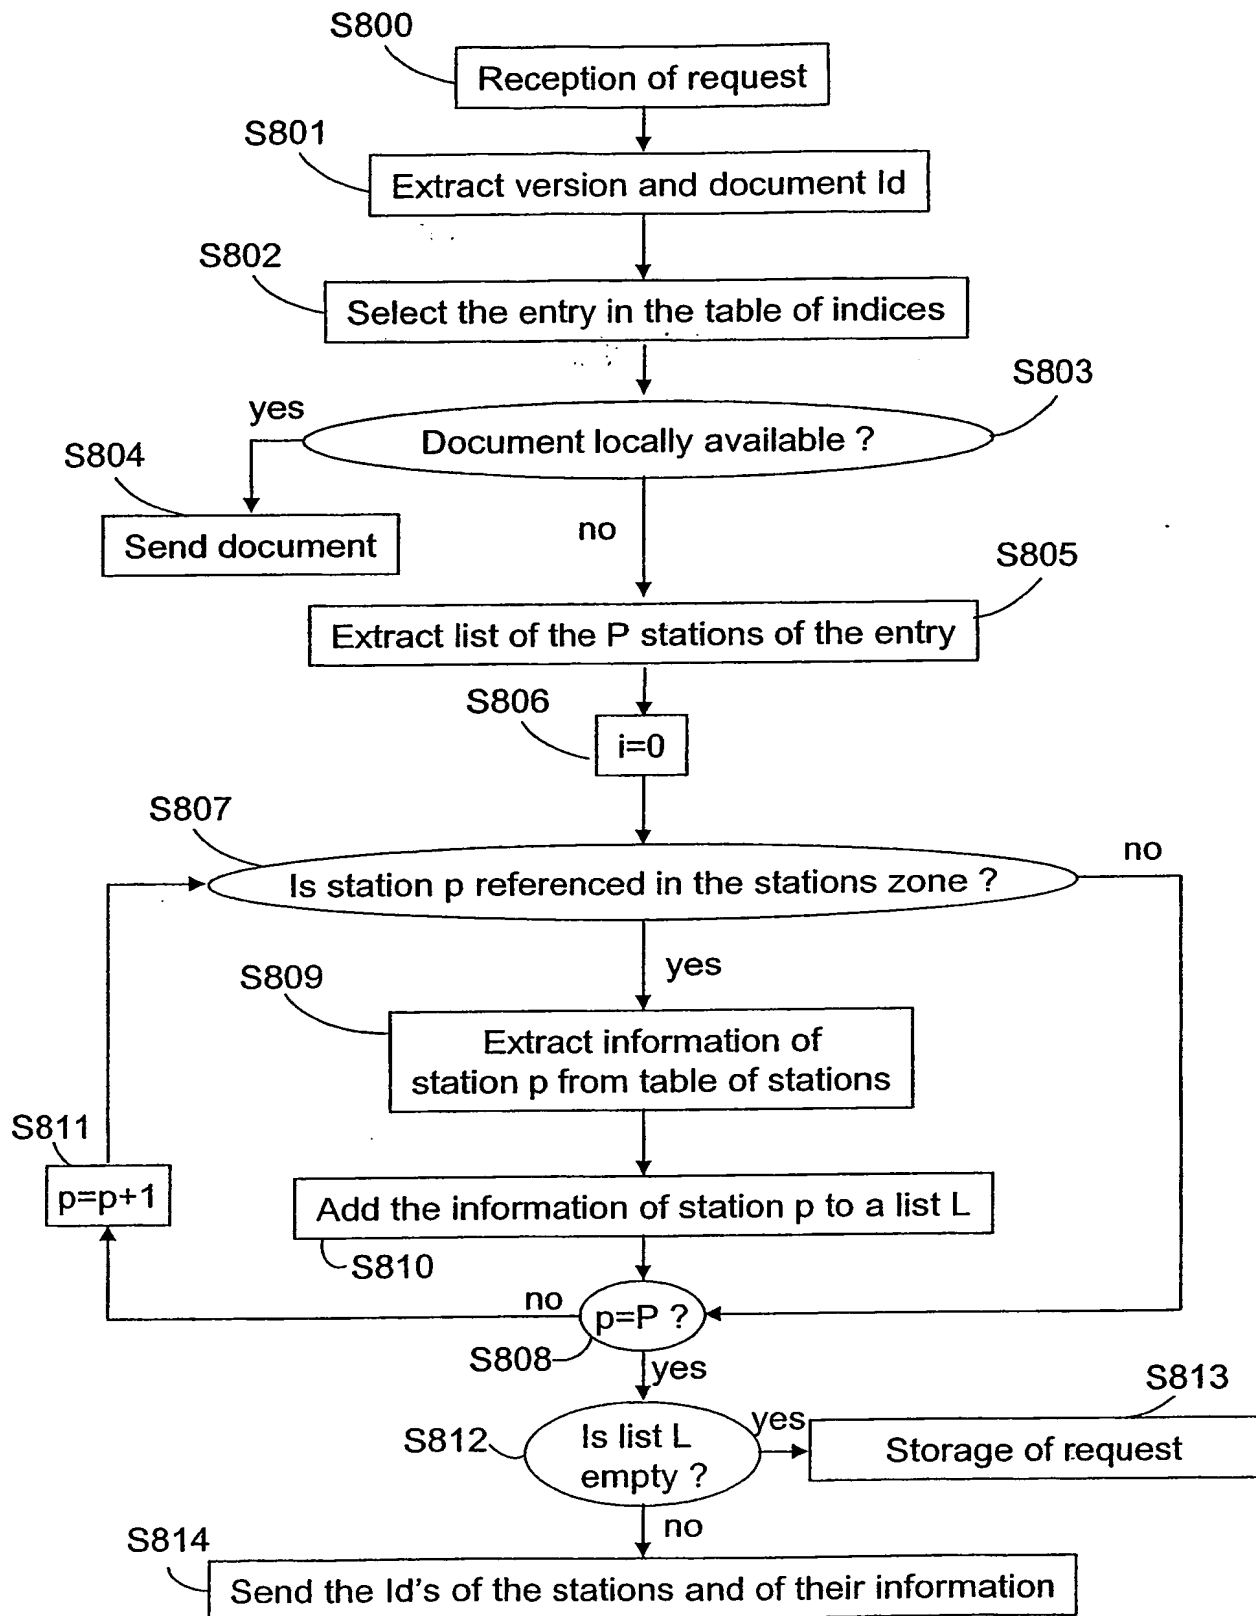 S800
Reception of request
S801
Extract version and document Id
S802
Select the entry in the table of indices
S803
yes
Document locally available ?
S804
Send document
no
S805
Extract list of the P stations of the entry
S806
i=0
S807
no
Is station p referenced in the stations zone ?
yes
S809
Extract information of
station p from table of stations
S811
p=p+1
Add the information of station p to a list L
S810
no
p=P ?
S808
yes
S813
S812
Is list L
empty ?
yes
Storage of request
no
S814
Send the Id's of the stations and of their information